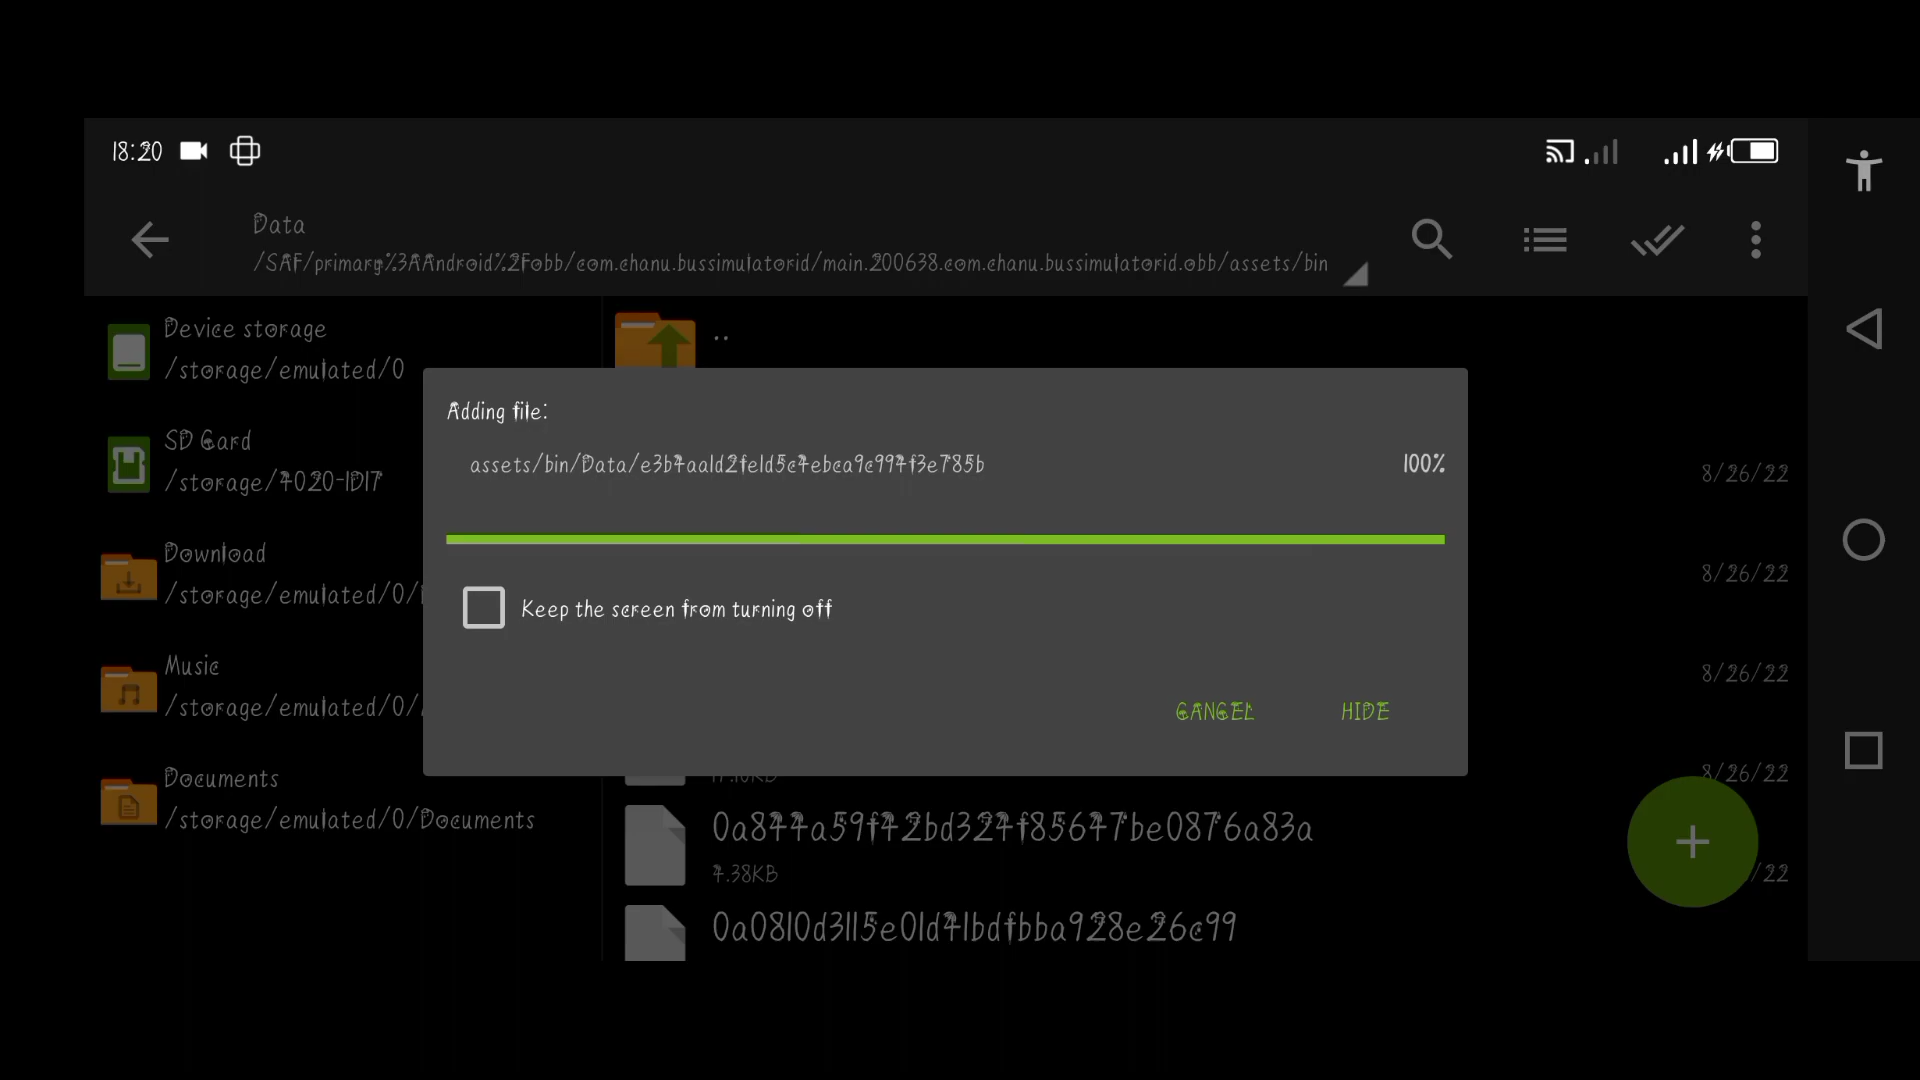 18:20
Data
/SAF/primary%3AAndroid%2Fobb/com.chanu.bussimulatorid/main.200638.com.chanu.bussimulatorid.obb/assets/bin
Device storage
/storage/emulated/0
..
Adding file:
assets/bin/Data/e3b4aa1d2fe1d5c4ebca9c994f3e785b 100%
SD Card
/storage/4020-1D17
8/26/22
Download
/storage/emulated/0/
8/26/22
Keep the screen from turning off
Music
/storage/emulated/0/
8/26/22
CANCEL HIDE
Documents
/storage/emulated/0/Documents
8/26/22
0a844a59f42bd324f85647be0876a83a
4.38KB
/22
0a0810d3115e01d41bdfbba928e26c99